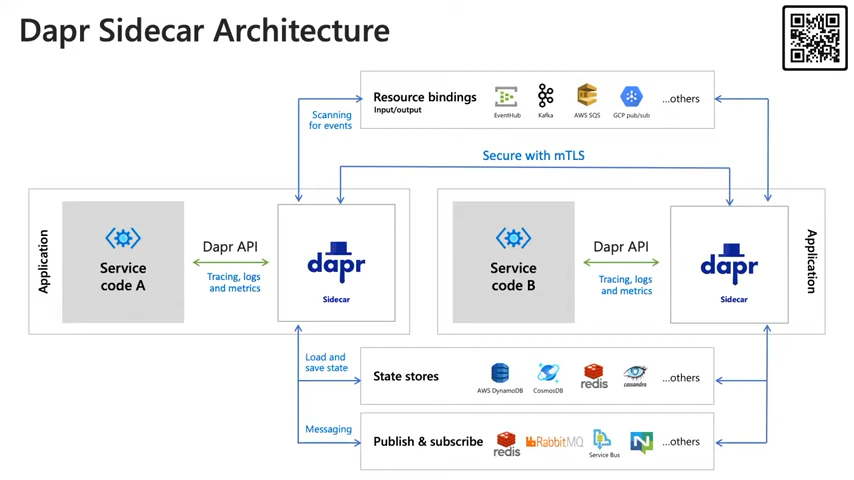 Dapr Sidecar Architecture
Resource bindings
Input/output
EventHub
Kafka
AWS SQS
GCP pub/sub
...others
Scanning
for events
Secure with mTLS
Application
Service
code A
Dapr API
Tracing, logs
and metrics
dapr
Sidecar
Service
code B
Dapr API
Tracing, logs
and metrics
dapr
Sidecar
Application
Load and
save state
State stores
AWS DynamoDB
CosmosDB
redis
cassandra
...others
Messaging
Publish & subscribe
redis
RabbitMQ
Service Bus
N
...others